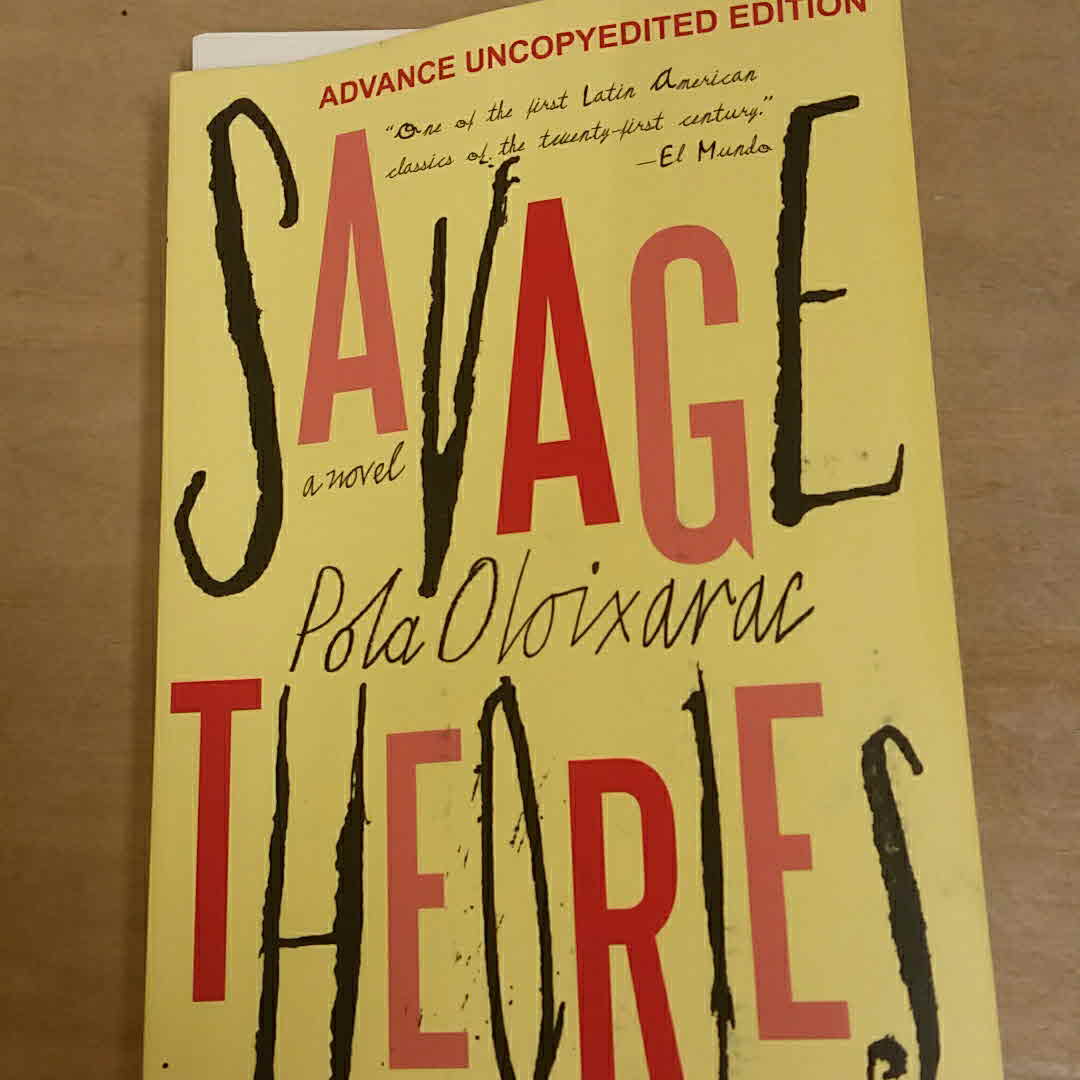 ADVANCE UNCOPYEDITED EDITION
"One of the first Latin American
classics of the twenty-first century."
—El Mundo
SAVAGE
a novel
Pola Oloixarac
THEORIES